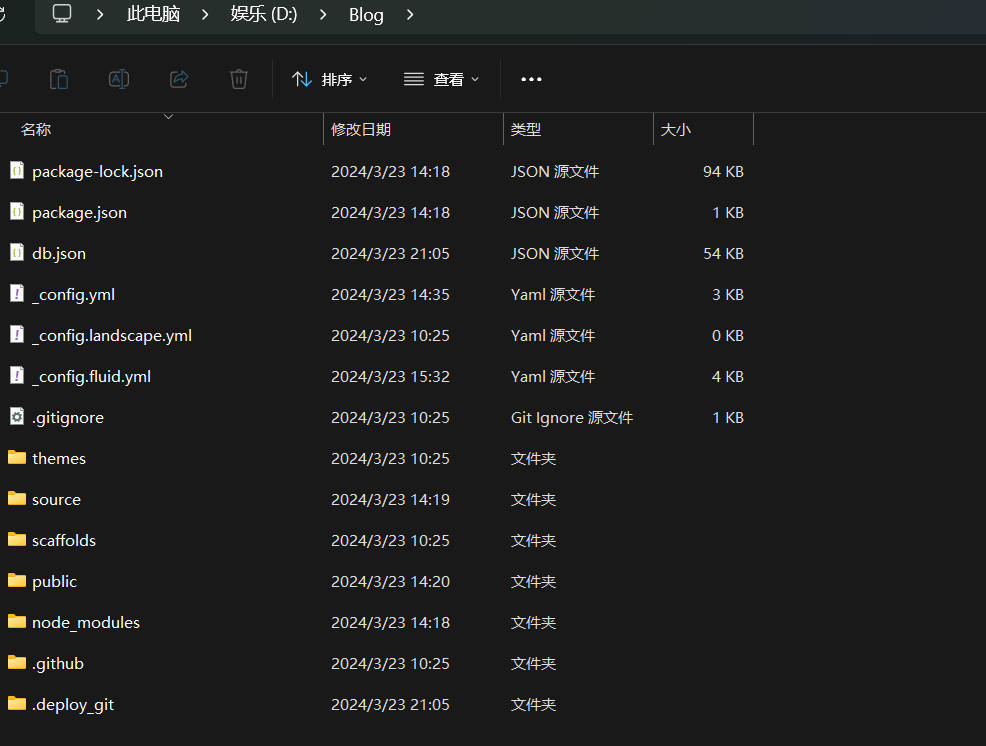 此电脑 娱乐 (D:) Blog
排序 查看
名称 修改日期 类型 大小
package-lock.json 2024/3/23 14:18 JSON 源文件 94 KB
package.json 2024/3/23 14:18 JSON 源文件 1 KB
db.json 2024/3/23 21:05 JSON 源文件 54 KB
_config.yml 2024/3/23 14:35 Yaml 源文件 3 KB
_config.landscape.yml 2024/3/23 10:25 Yaml 源文件 0 KB
_config.fluid.yml 2024/3/23 15:32 Yaml 源文件 4 KB
.gitignore 2024/3/23 10:25 Git Ignore 源文件 1 KB
themes 2024/3/23 10:25 文件夹
source 2024/3/23 14:19 文件夹
scaffolds 2024/3/23 10:25 文件夹
public 2024/3/23 14:20 文件夹
node_modules 2024/3/23 14:18 文件夹
.github 2024/3/23 10:25 文件夹
.deploy_git 2024/3/23 21:05 文件夹